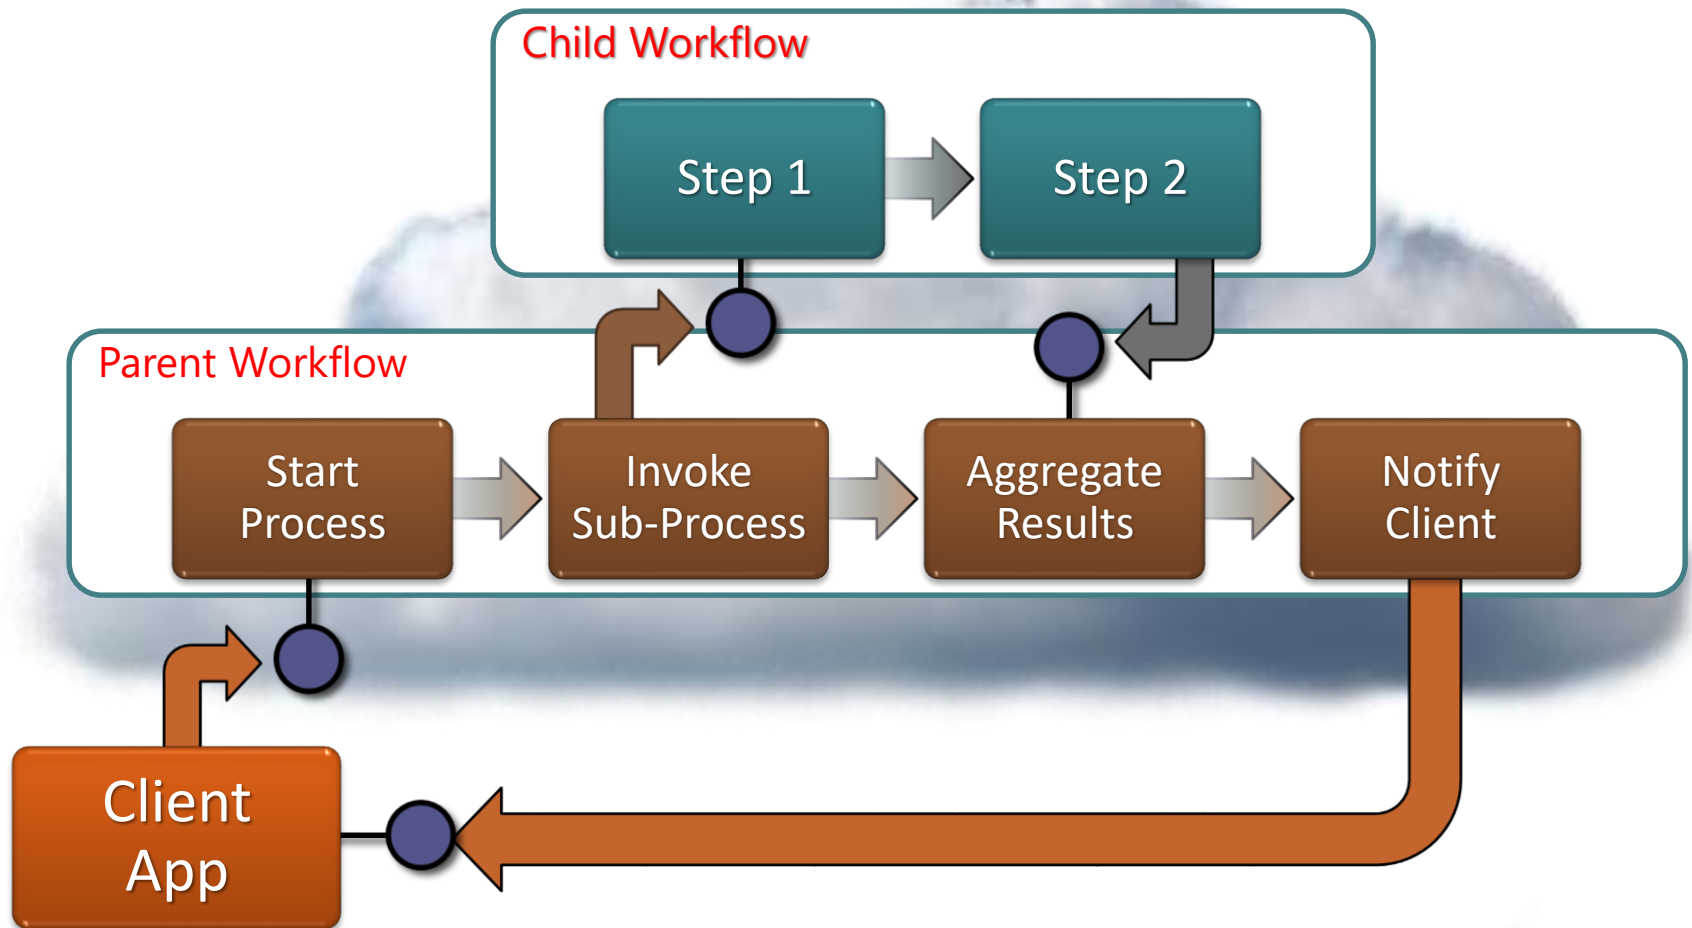 Child Workflow
Step 1
Step 2
Parent Workflow
Start
Process
Invoke
Sub-Process
Aggregate
Results
Notify
Client
Client
App